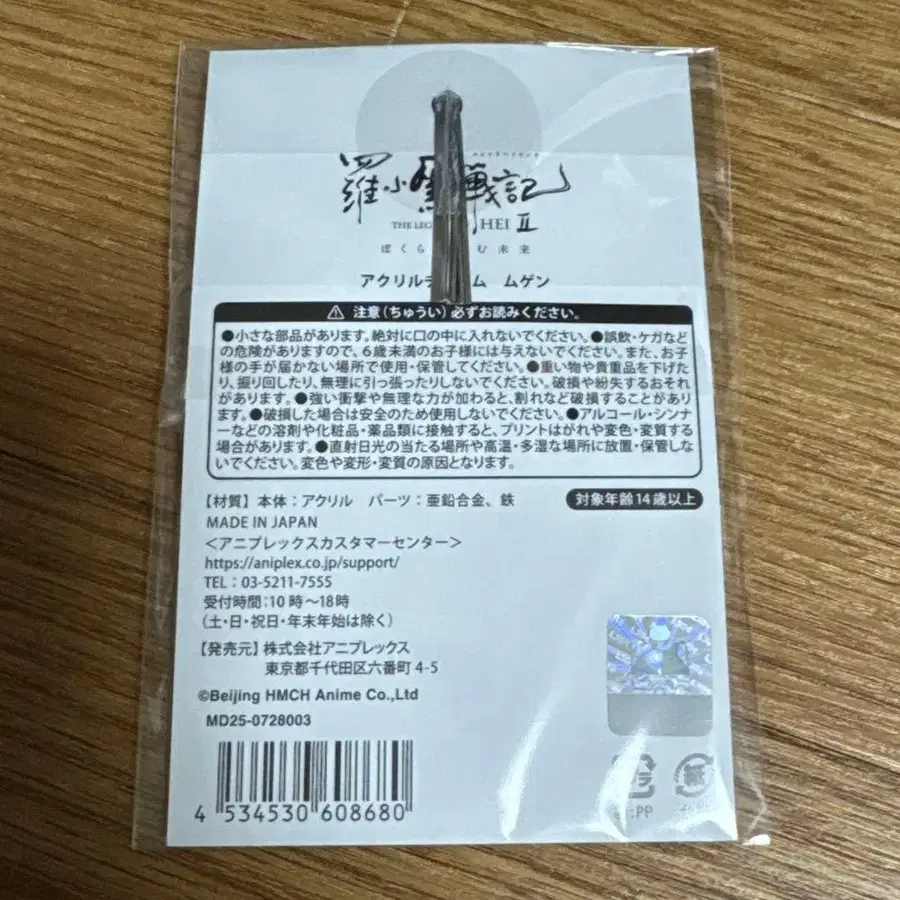 羅小黒戦記
THE LEG HEI II
ぼくら む未来
アクリルチ ム ムゲン
⚠ 注意(ちゅうい)必ずお読みください。
●小さな部品があります。絶対に口の中に入れないでください。●誤飲・ケガなど
の危険がありますので、6歳未満のお子様には与えないでください。また、お子
様の手が届かない場所で使用・保管してください。●重い物や貴重品を下げた
り、振り回したり、無理に引っ張ったりしないでください。破損や紛失するおそれ
があります。●強い衝撃や無理な力が加わると、割れなど破損することがあり
ます。●破損した場合は安全のため使用しないでください。●アルコール・シンナ
ーなどの溶剤や化粧品・薬品類に接触すると、プリントはがれや変色・変質する
場合があります。●直射日光の当たる場所や高温・多湿な場所に放置・保管しな
いでください。変色や変形・変質の原因となります。
【材質】本体:アクリル パーツ:亜鉛合金、鉄 対象年齢14歳以上
MADE IN JAPAN
<アニプレックスカスタマーセンター>
https://aniplex.co.jp/support/
TEL:03-5211-7555
受付時間:10時~18時
(土・日・祝日・年末年始は除く)
【発売元】株式会社アニプレックス
東京都千代田区六番町4-5
©Beijing HMCH Anime Co.,Ltd
MD25-0728003
4 534530 608680
プラ 紙
:PP